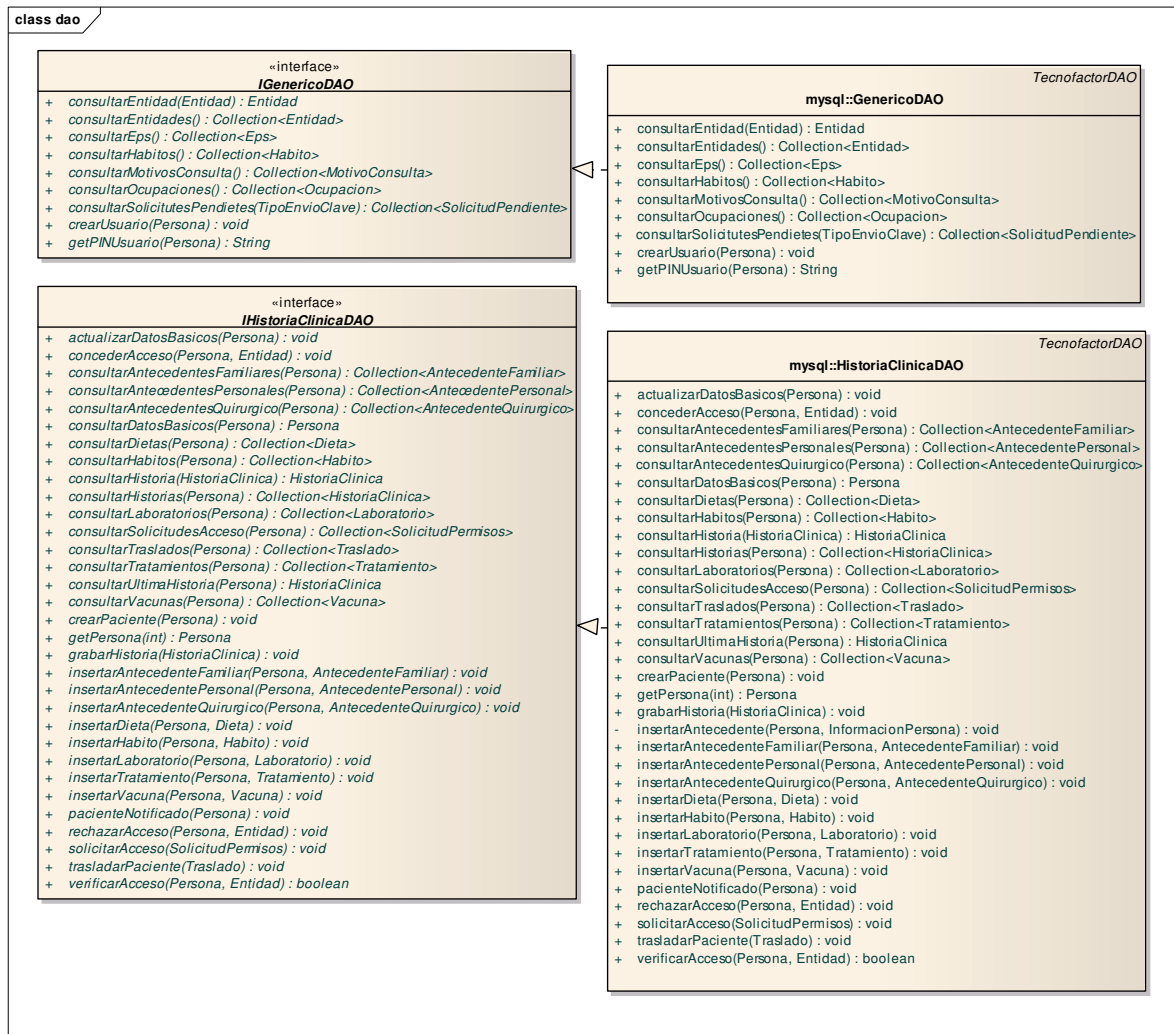 class dao
«interface»
IGenericoDAO
+ consultarEntidad(Entidad) : Entidad
+ consultarEntidades() : Collection<Entidad>
+ consultarEps() : Collection<Eps>
+ consultarHabitos() : Collection<Habito>
+ consultarMotivosConsulta() : Collection<MotivoConsulta>
+ consultarOcupaciones() : Collection<Ocupacion>
+ consultarSolicitutesPendietes(TipoEnvioClave) : Collection<SolicitudPendiente>
+ crearUsuario(Persona) : void
+ getPINUsuario(Persona) : String
TecnofactorDAO
mysql::GenericoDAO
+ consultarEntidad(Entidad) : Entidad
+ consultarEntidades() : Collection<Entidad>
+ consultarEps() : Collection<Eps>
+ consultarHabitos() : Collection<Habito>
+ consultarMotivosConsulta() : Collection<MotivoConsulta>
+ consultarOcupaciones() : Collection<Ocupacion>
+ consultarSolicitutesPendietes(TipoEnvioClave) : Collection<SolicitudPendiente>
+ crearUsuario(Persona) : void
+ getPINUsuario(Persona) : String
«interface»
IHistoriaClinicaDAO
+ actualizarDatosBasicos(Persona) : void
+ concederAcceso(Persona, Entidad) : void
+ consultarAntecedentesFamiliares(Persona) : Collection<AntecedenteFamiliar>
+ consultarAntecedentesPersonales(Persona) : Collection<AntecedentePersonal>
+ consultarAntecedentesQuirurgico(Persona) : Collection<AntecedenteQuirurgico>
+ consultarDatosBasicos(Persona) : Persona
+ consultarDietas(Persona) : Collection<Dieta>
+ consultarHabitos(Persona) : Collection<Habito>
+ consultarHistoria(HistoriaClinica) : HistoriaClinica
+ consultarHistorias(Persona) : Collection<HistoriaClinica>
+ consultarLaboratorios(Persona) : Collection<Laboratorio>
+ consultarSolicitudesAcceso(Persona) : Collection<SolicitudPermisos>
+ consultarTraslados(Persona) : Collection<Traslado>
+ consultarTratamientos(Persona) : Collection<Tratamiento>
+ consultarUltimaHistoria(Persona) : HistoriaClinica
+ consultarVacunas(Persona) : Collection<Vacuna>
+ crearPaciente(Persona) : void
+ getPersona(int) : Persona
+ grabarHistoria(HistoriaClinica) : void
+ insertarAntecedenteFamiliar(Persona, AntecedenteFamiliar) : void
+ insertarAntecedentePersonal(Persona, AntecedentePersonal) : void
+ insertarAntecedenteQuirurgico(Persona, AntecedenteQuirurgico) : void
+ insertarDieta(Persona, Dieta) : void
+ insertarHabito(Persona, Habito) : void
+ insertarLaboratorio(Persona, Laboratorio) : void
+ insertarTratamiento(Persona, Tratamiento) : void
+ insertarVacuna(Persona, Vacuna) : void
+ pacienteNotificado(Persona) : void
+ rechazarAcceso(Persona, Entidad) : void
+ solicitarAcceso(SolicitudPermisos) : void
+ trasladarPaciente(Traslado) : void
+ verificarAcceso(Persona, Entidad) : boolean
TecnofactorDAO
mysql::HistoriaClinicaDAO
+ actualizarDatosBasicos(Persona) : void
+ concederAcceso(Persona, Entidad) : void
+ consultarAntecedentesFamiliares(Persona) : Collection<AntecedenteFamiliar>
+ consultarAntecedentesPersonales(Persona) : Collection<AntecedentePersonal>
+ consultarAntecedentesQuirurgico(Persona) : Collection<AntecedenteQuirurgico>
+ consultarDatosBasicos(Persona) : Persona
+ consultarDietas(Persona) : Collection<Dieta>
+ consultarHabitos(Persona) : Collection<Habito>
+ consultarHistoria(HistoriaClinica) : HistoriaClinica
+ consultarHistorias(Persona) : Collection<HistoriaClinica>
+ consultarLaboratorios(Persona) : Collection<Laboratorio>
+ consultarSolicitudesAcceso(Persona) : Collection<SolicitudPermisos>
+ consultarTraslados(Persona) : Collection<Traslado>
+ consultarTratamientos(Persona) : Collection<Tratamiento>
+ consultarUltimaHistoria(Persona) : HistoriaClinica
+ consultarVacunas(Persona) : Collection<Vacuna>
+ crearPaciente(Persona) : void
+ getPersona(int) : Persona
+ grabarHistoria(HistoriaClinica) : void
- insertarAntecedente(Persona, InformacionPersona) : void
+ insertarAntecedenteFamiliar(Persona, AntecedenteFamiliar) : void
+ insertarAntecedentePersonal(Persona, AntecedentePersonal) : void
+ insertarAntecedenteQuirurgico(Persona, AntecedenteQuirurgico) : void
+ insertarDieta(Persona, Dieta) : void
+ insertarHabito(Persona, Habito) : void
+ insertarLaboratorio(Persona, Laboratorio) : void
+ insertarTratamiento(Persona, Tratamiento) : void
+ insertarVacuna(Persona, Vacuna) : void
+ pacienteNotificado(Persona) : void
+ rechazarAcceso(Persona, Entidad) : void
+ solicitarAcceso(SolicitudPermisos) : void
+ trasladarPaciente(Traslado) : void
+ verificarAcceso(Persona, Entidad) : boolean